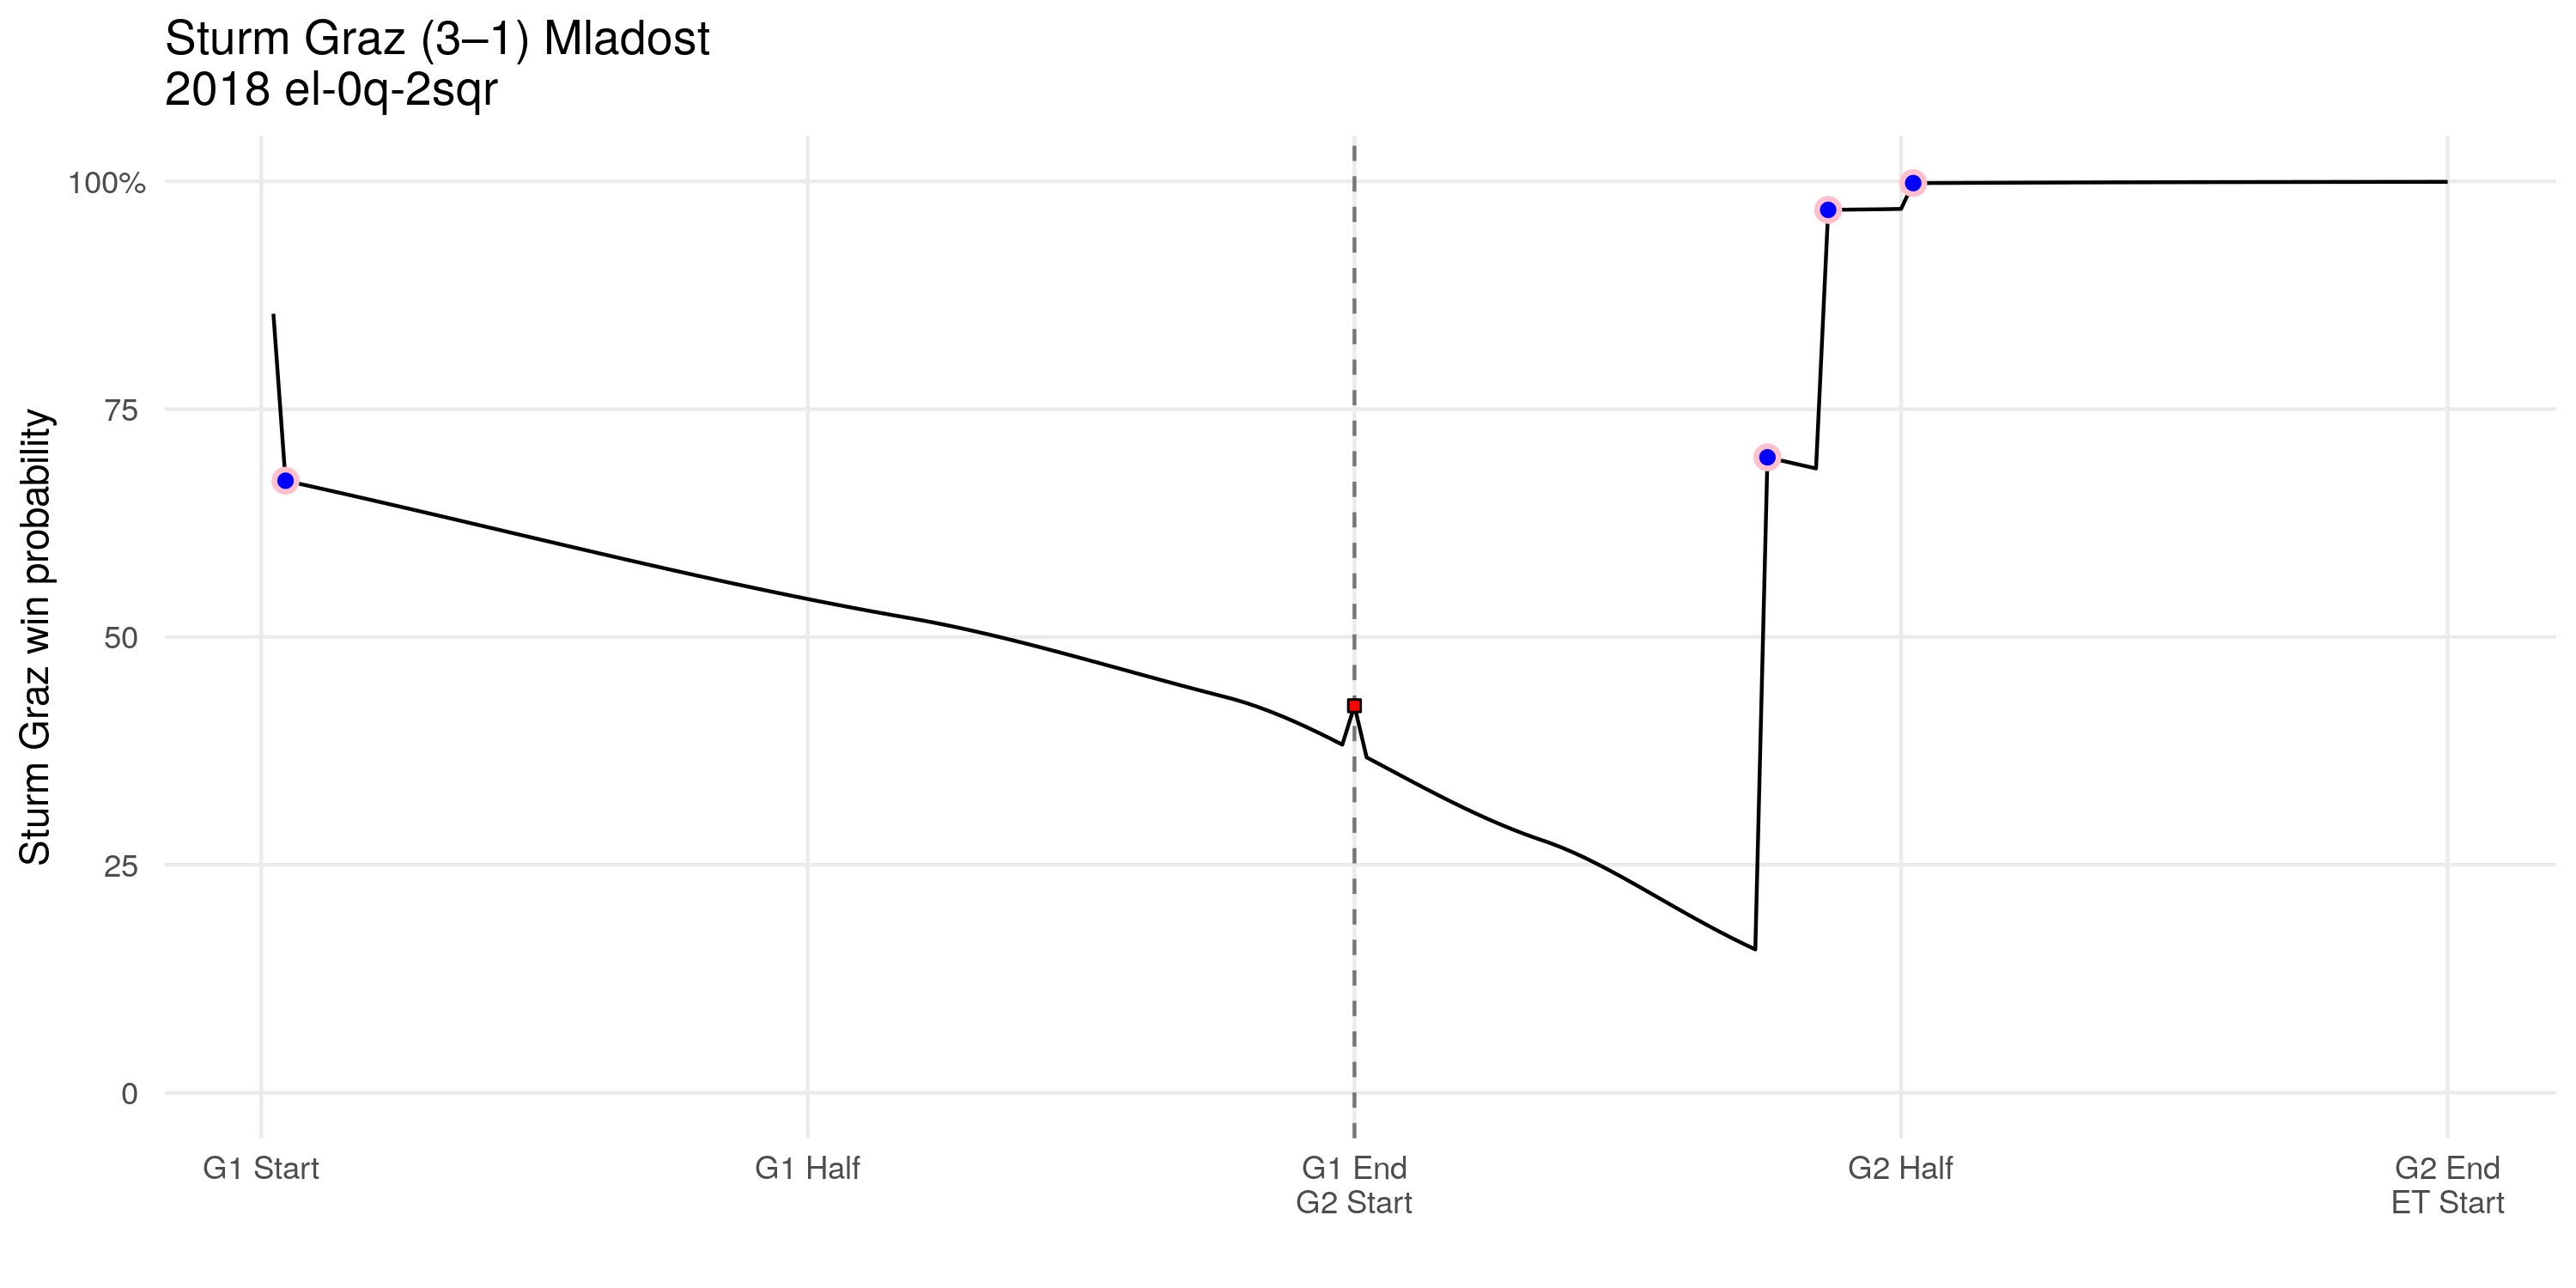 Sturm Graz (3–1) Mladost
2018 el-0q-2sqr
Sturm Graz win probability
100%
75
50
25
0
G1 Start
G1 Half
G1 End
G2 Start
G2 Half
G2 End
ET Start